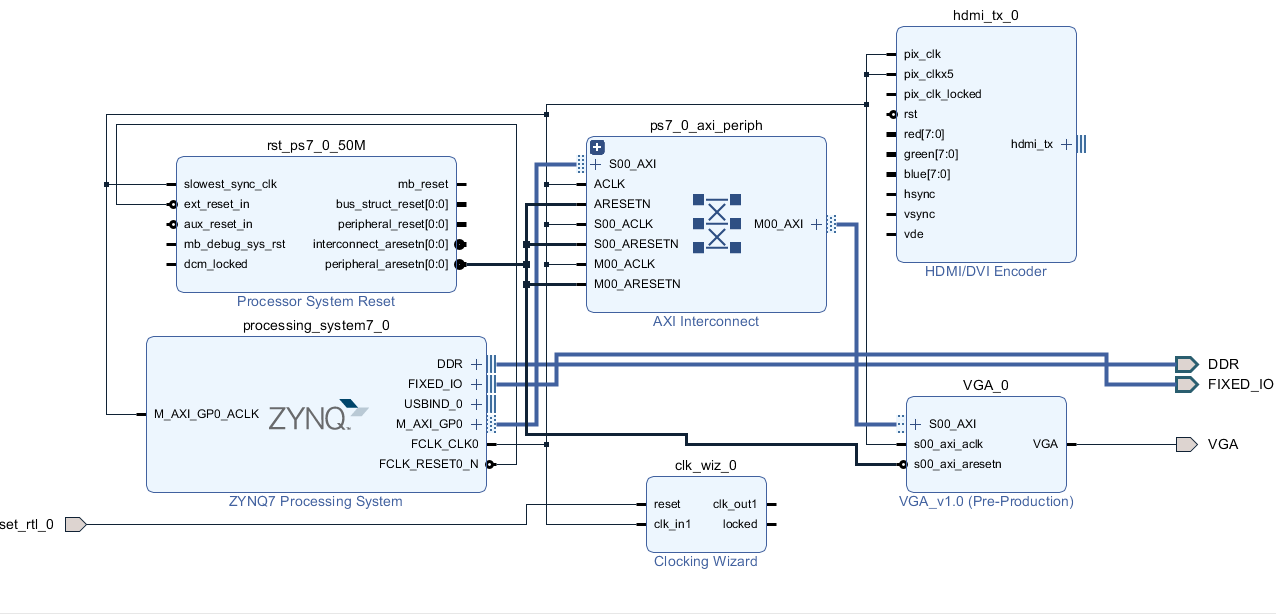 hdmi_tx_0
pix_clk
pix_clkx5
pix_clk_locked
rst
red[7:0]
green[7:0]
blue[7:0]
hsync
vsync
vde
hdmi_tx
HDMI/DVI Encoder
ps7_0_axi_periph
S00_AXI
ACLK
ARESETN
S00_ACLK
S00_ARESETN
M00_ACLK
M00_ARESETN
M00_AXI
AXI Interconnect
rst_ps7_0_50M
slowest_sync_clk
ext_reset_in
aux_reset_in
mb_debug_sys_rst
dcm_locked
mb_reset
bus_struct_reset[0:0]
peripheral_reset[0:0]
interconnect_aresetn[0:0]
peripheral_aresetn[0:0]
Processor System Reset
processing_system7_0
M_AXI_GP0_ACLK
ZYNQ
DDR
FIXED_IO
USBIND_0
M_AXI_GP0
FCLK_CLK0
FCLK_RESET0_N
ZYNQ7 Processing System
DDR
FIXED_IO
VGA_0
S00_AXI
s00_axi_aclk
s00_axi_aresetn
VGA
VGA_v1.0 (Pre-Production)
VGA
clk_wiz_0
reset
clk_in1
clk_out1
locked
Clocking Wizard
set_rtl_0